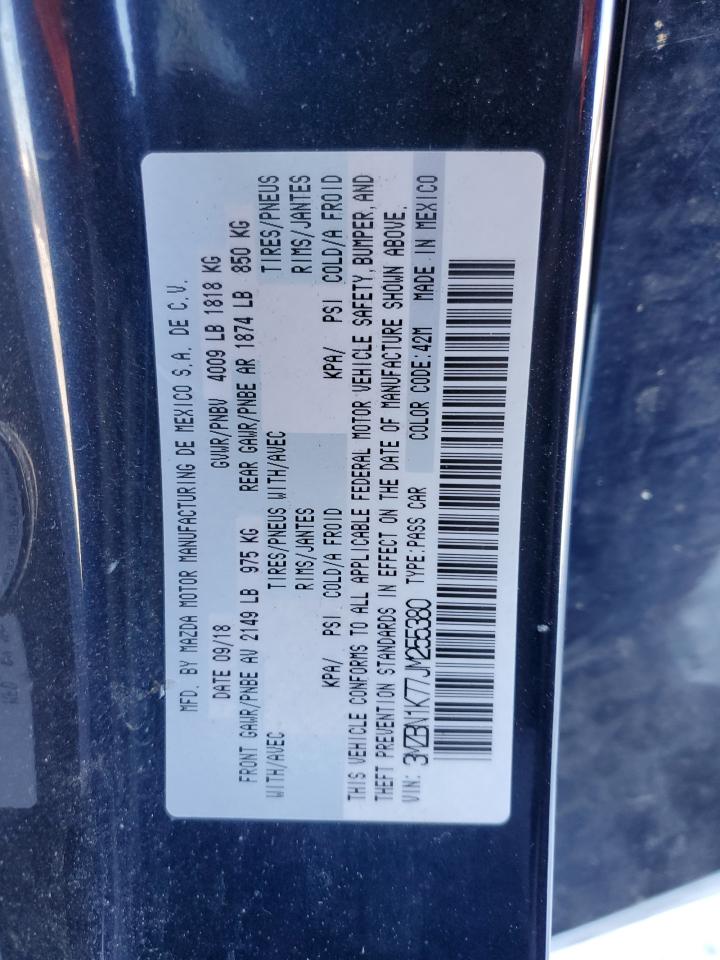 MFD. BY MAZDA MOTOR MANUFACTURING DE MEXICO S.A. DE C.V.
DATE 09/18 GVWR/PNBV 4009 LB 1818 KG
FRONT GAWR/PNBE AV 2149 LB 975 KG REAR GAWR/PNBE AR 1874 LB 850 KG
WITH/AVEC TIRES/PNEUS WITH/AVEC TIRES/PNEUS
RIMS/JANTES RIMS/JANTES
KPA/ PSI COLD/A FROID KPA/ PSI COLD/A FROID
THIS VEHICLE CONFORMS TO ALL APPLICABLE FEDERAL MOTOR VEHICLE SAFETY, BUMPER, AND
THEFT PREVENTION STANDARDS IN EFFECT ON THE DATE OF MANUFACTURE SHOWN ABOVE.
VIN: 3MZBN1K77JM255380 TYPE:PASS CAR COLOR CODE:42M MADE IN MEXICO